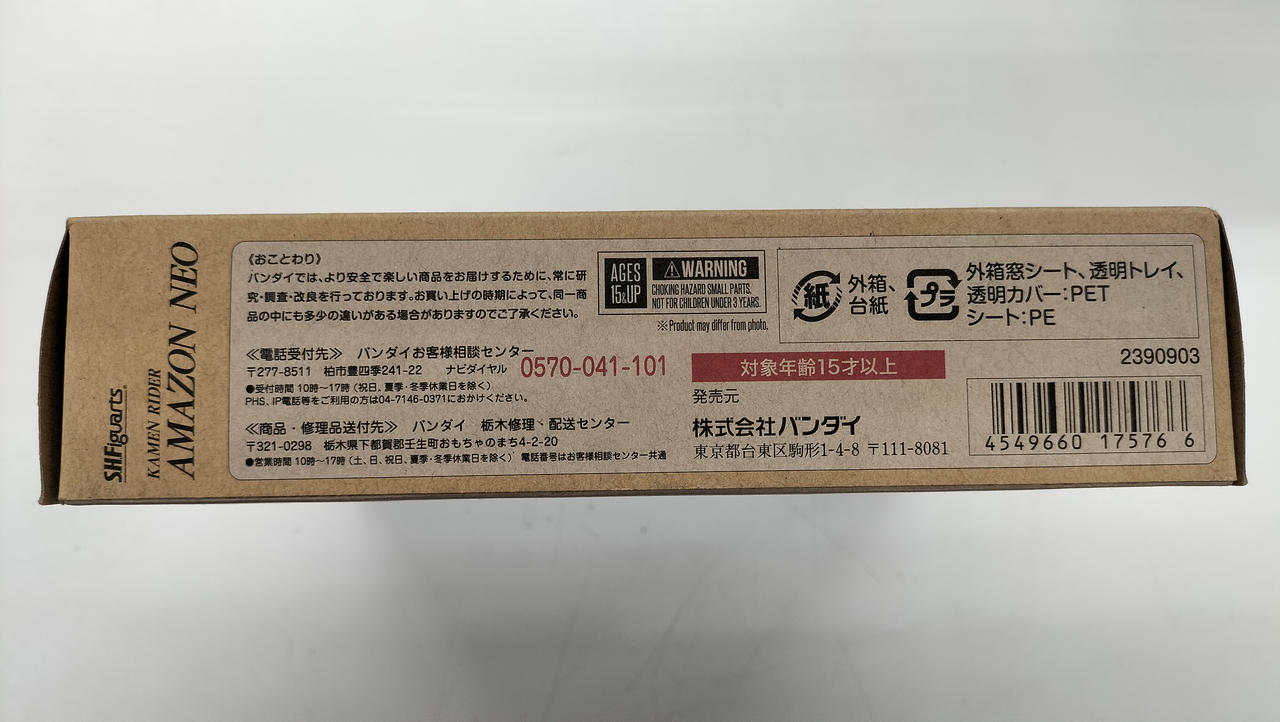 S.H.Figuarts
KAMEN RIDER
AMAZON NEO
《おことわり》
バンダイでは、より安全で楽しい商品をお届けするために、常に研
究・調査・改良を行っております。お買い上げの時期によって、同一商
品の中にも多少の違いがある場合がありますのでご了承ください。
≪電話受付先≫ バンダイお客様相談センター
〒277-8511 柏市豊四季241-22 ナビダイヤル 0570-041-101
●受付時間 10時～17時（祝日、夏季・冬季休業日を除く）
PHS、IP電話等をご利用の方は04-7146-0371におかけください。
≪商品・修理品送付先≫ バンダイ 栃木修理・配送センター
〒321-0298 栃木県下都賀郡壬生町おもちゃのまち4-2-20
●営業時間 10時～17時（土、日、祝日、夏季・冬季休業日を除く） 電話番号はお客様相談センター共通
AGES
15&UP
⚠WARNING
CHOKING HAZARD SMALL PARTS.
NOT FOR CHILDREN UNDER 3 YEARS.
※Product may differ from photo.
紙
外箱、
台紙
プラ
外箱窓シート、透明トレイ、
透明カバー：PET
シート：PE
対象年齢15才以上
発売元
株式会社バンダイ
東京都台東区駒形1-4-8 〒111-8081
2390903
4549660 17576 6